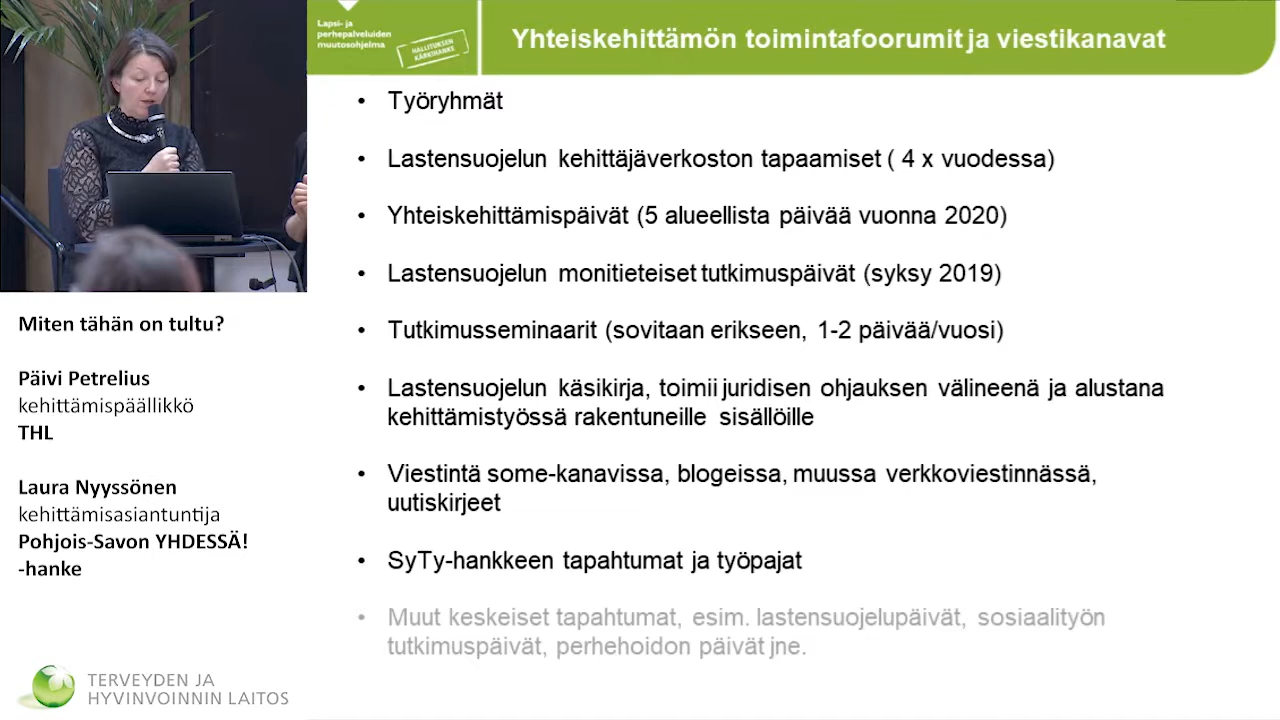 Lapsi- ja
perhepalveluiden
muutosohjelma
HALLITUKSEN
KÄRKIHANKE
Yhteiskehittämön toimintafoorumit ja viestikanavat
• Työryhmät
• Lastensuojelun kehittäjäverkoston tapaamiset ( 4 x vuodessa)
• Yhteiskehittämispäivät (5 alueellista päivää vuonna 2020)
• Lastensuojelun monitieteiset tutkimuspäivät (syksy 2019)
• Tutkimusseminaarit (sovitaan erikseen, 1-2 päivää/vuosi)
• Lastensuojelun käsikirja, toimii juridisen ohjauksen välineenä ja alustana
kehittämistyössä rakentuneille sisällöille
• Viestintä some-kanavissa, blogeissa, muussa verkkoviestinnässä,
uutiskirjeet
• SyTy-hankkeen tapahtumat ja työpajat
• Muut keskeiset tapahtumat, esim. lastensuojelupäivät, sosiaalityön
tutkimuspäivät, perhehoidon päivät jne.
Miten tähän on tultu?
Päivi Petrelius
kehittämispäällikkö
THL
Laura Nyyssönen
kehittämisasiantuntija
Pohjois-Savon YHDESSÄ!
-hanke
TERVEYDEN JA
HYVINVOINNIN LAITOS